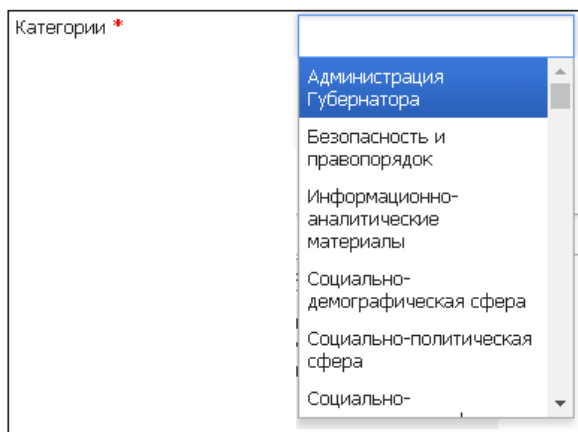 Категории *
Администрация
Губернатора
Безопасность и
правопорядок
Информационно-
аналитические
материалы
Социально-
демографическая сфера
Социально-политическая
сфера
Социально-